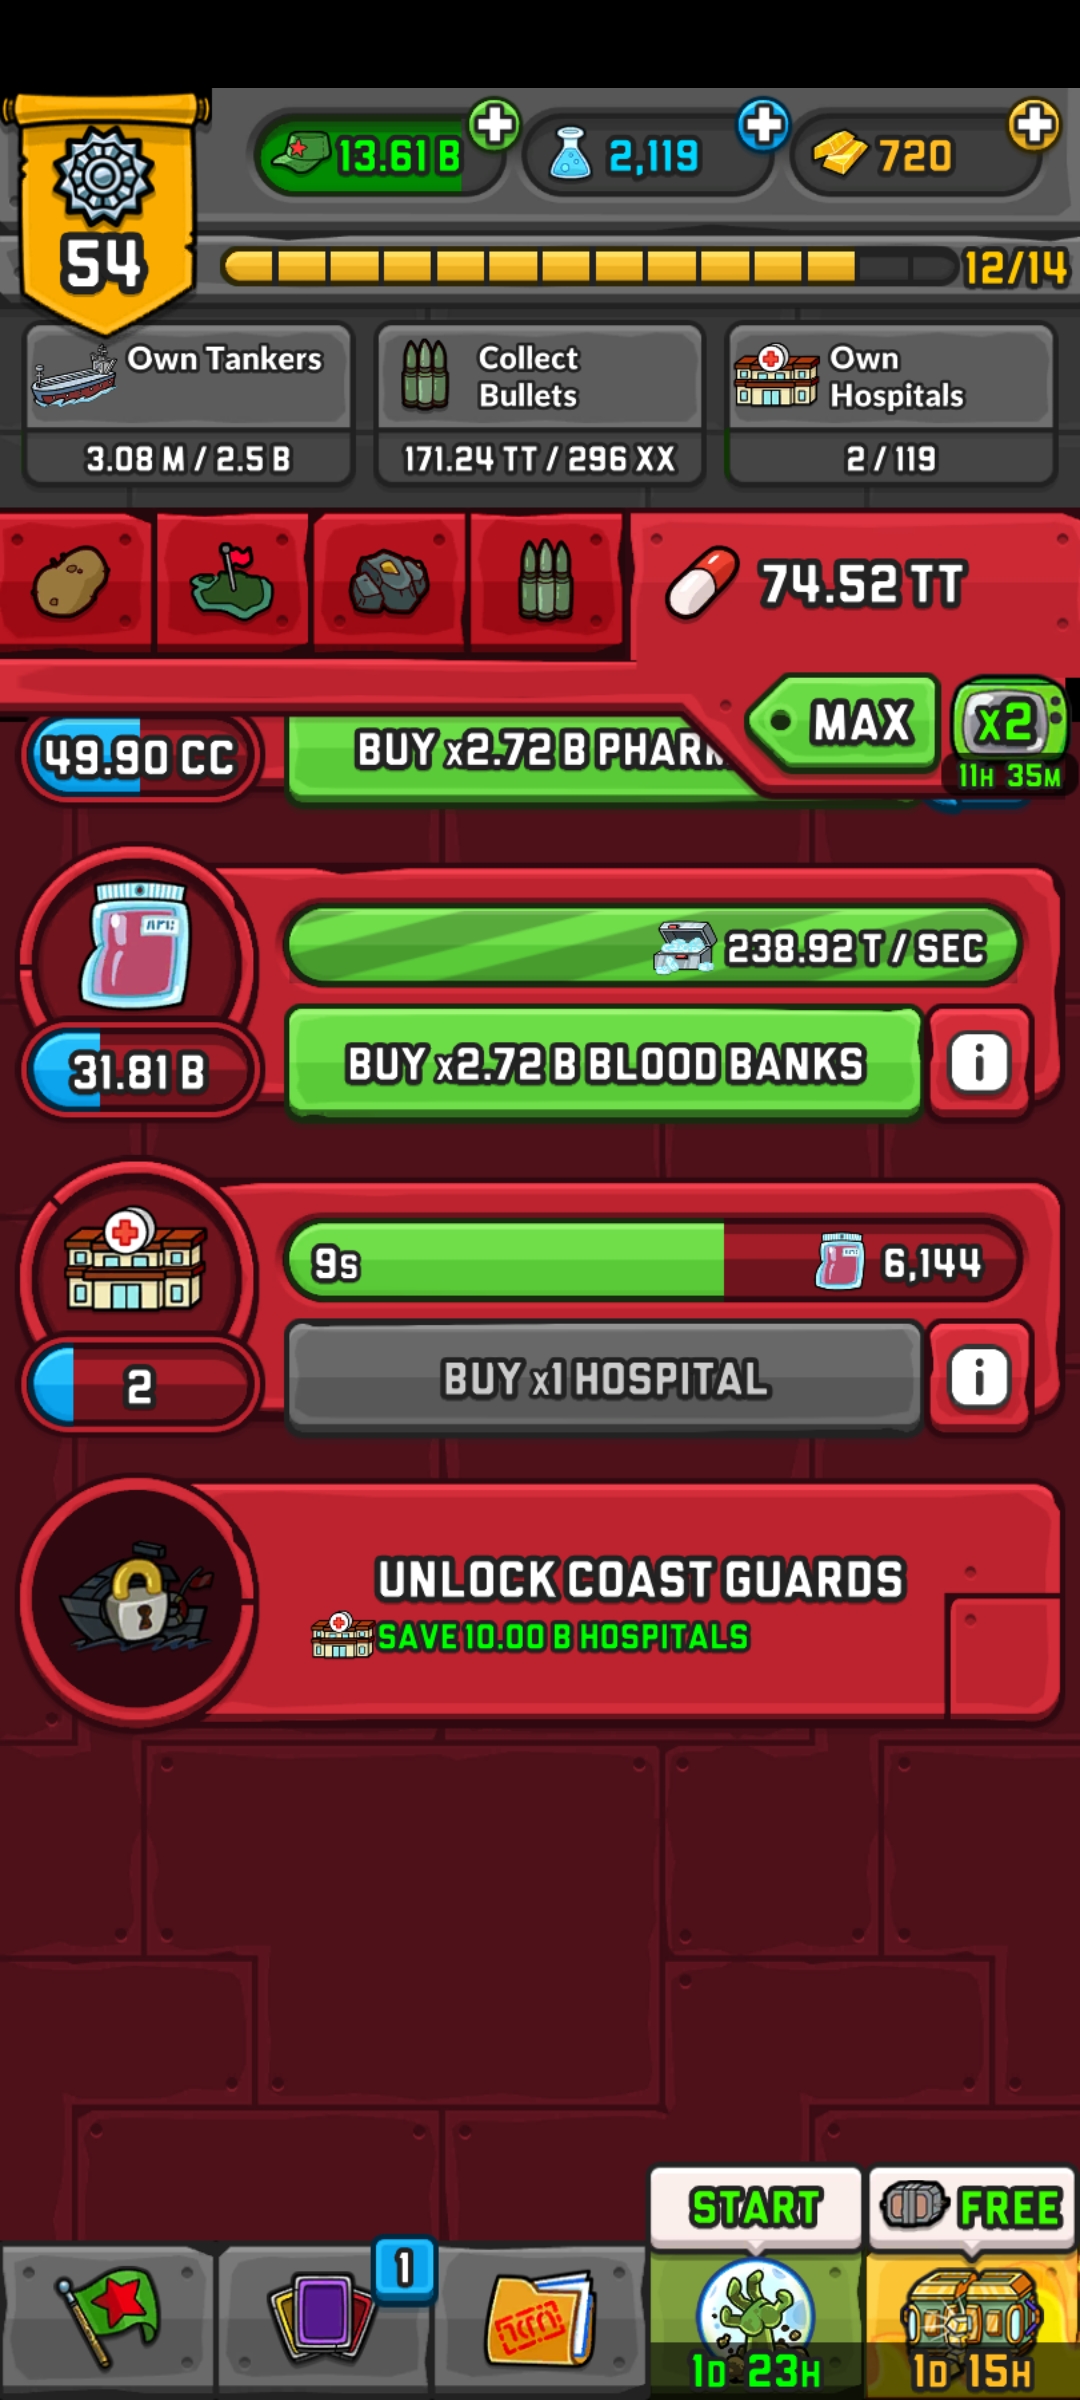 13.61 B
2,119
720
54
12/14
Own Tankers
3.08 M / 2.5 B
Collect
Bullets
171.24 TT / 296 XX
Own
Hospitals
2 / 119
74.52 TT
MAX
x2
11H 35M
49.90 CC
BUY x2.72 B
238.92 T / SEC
31.81 B
BUY x2.72 B BLOOD BANKS
i
9s
6,144
2
BUY x1 HOSPITAL
i
UNLOCK COAST GUARDS
SAVE 10.00 B HOSPITALS
START
FREE
1
1D 23H
1D 15H